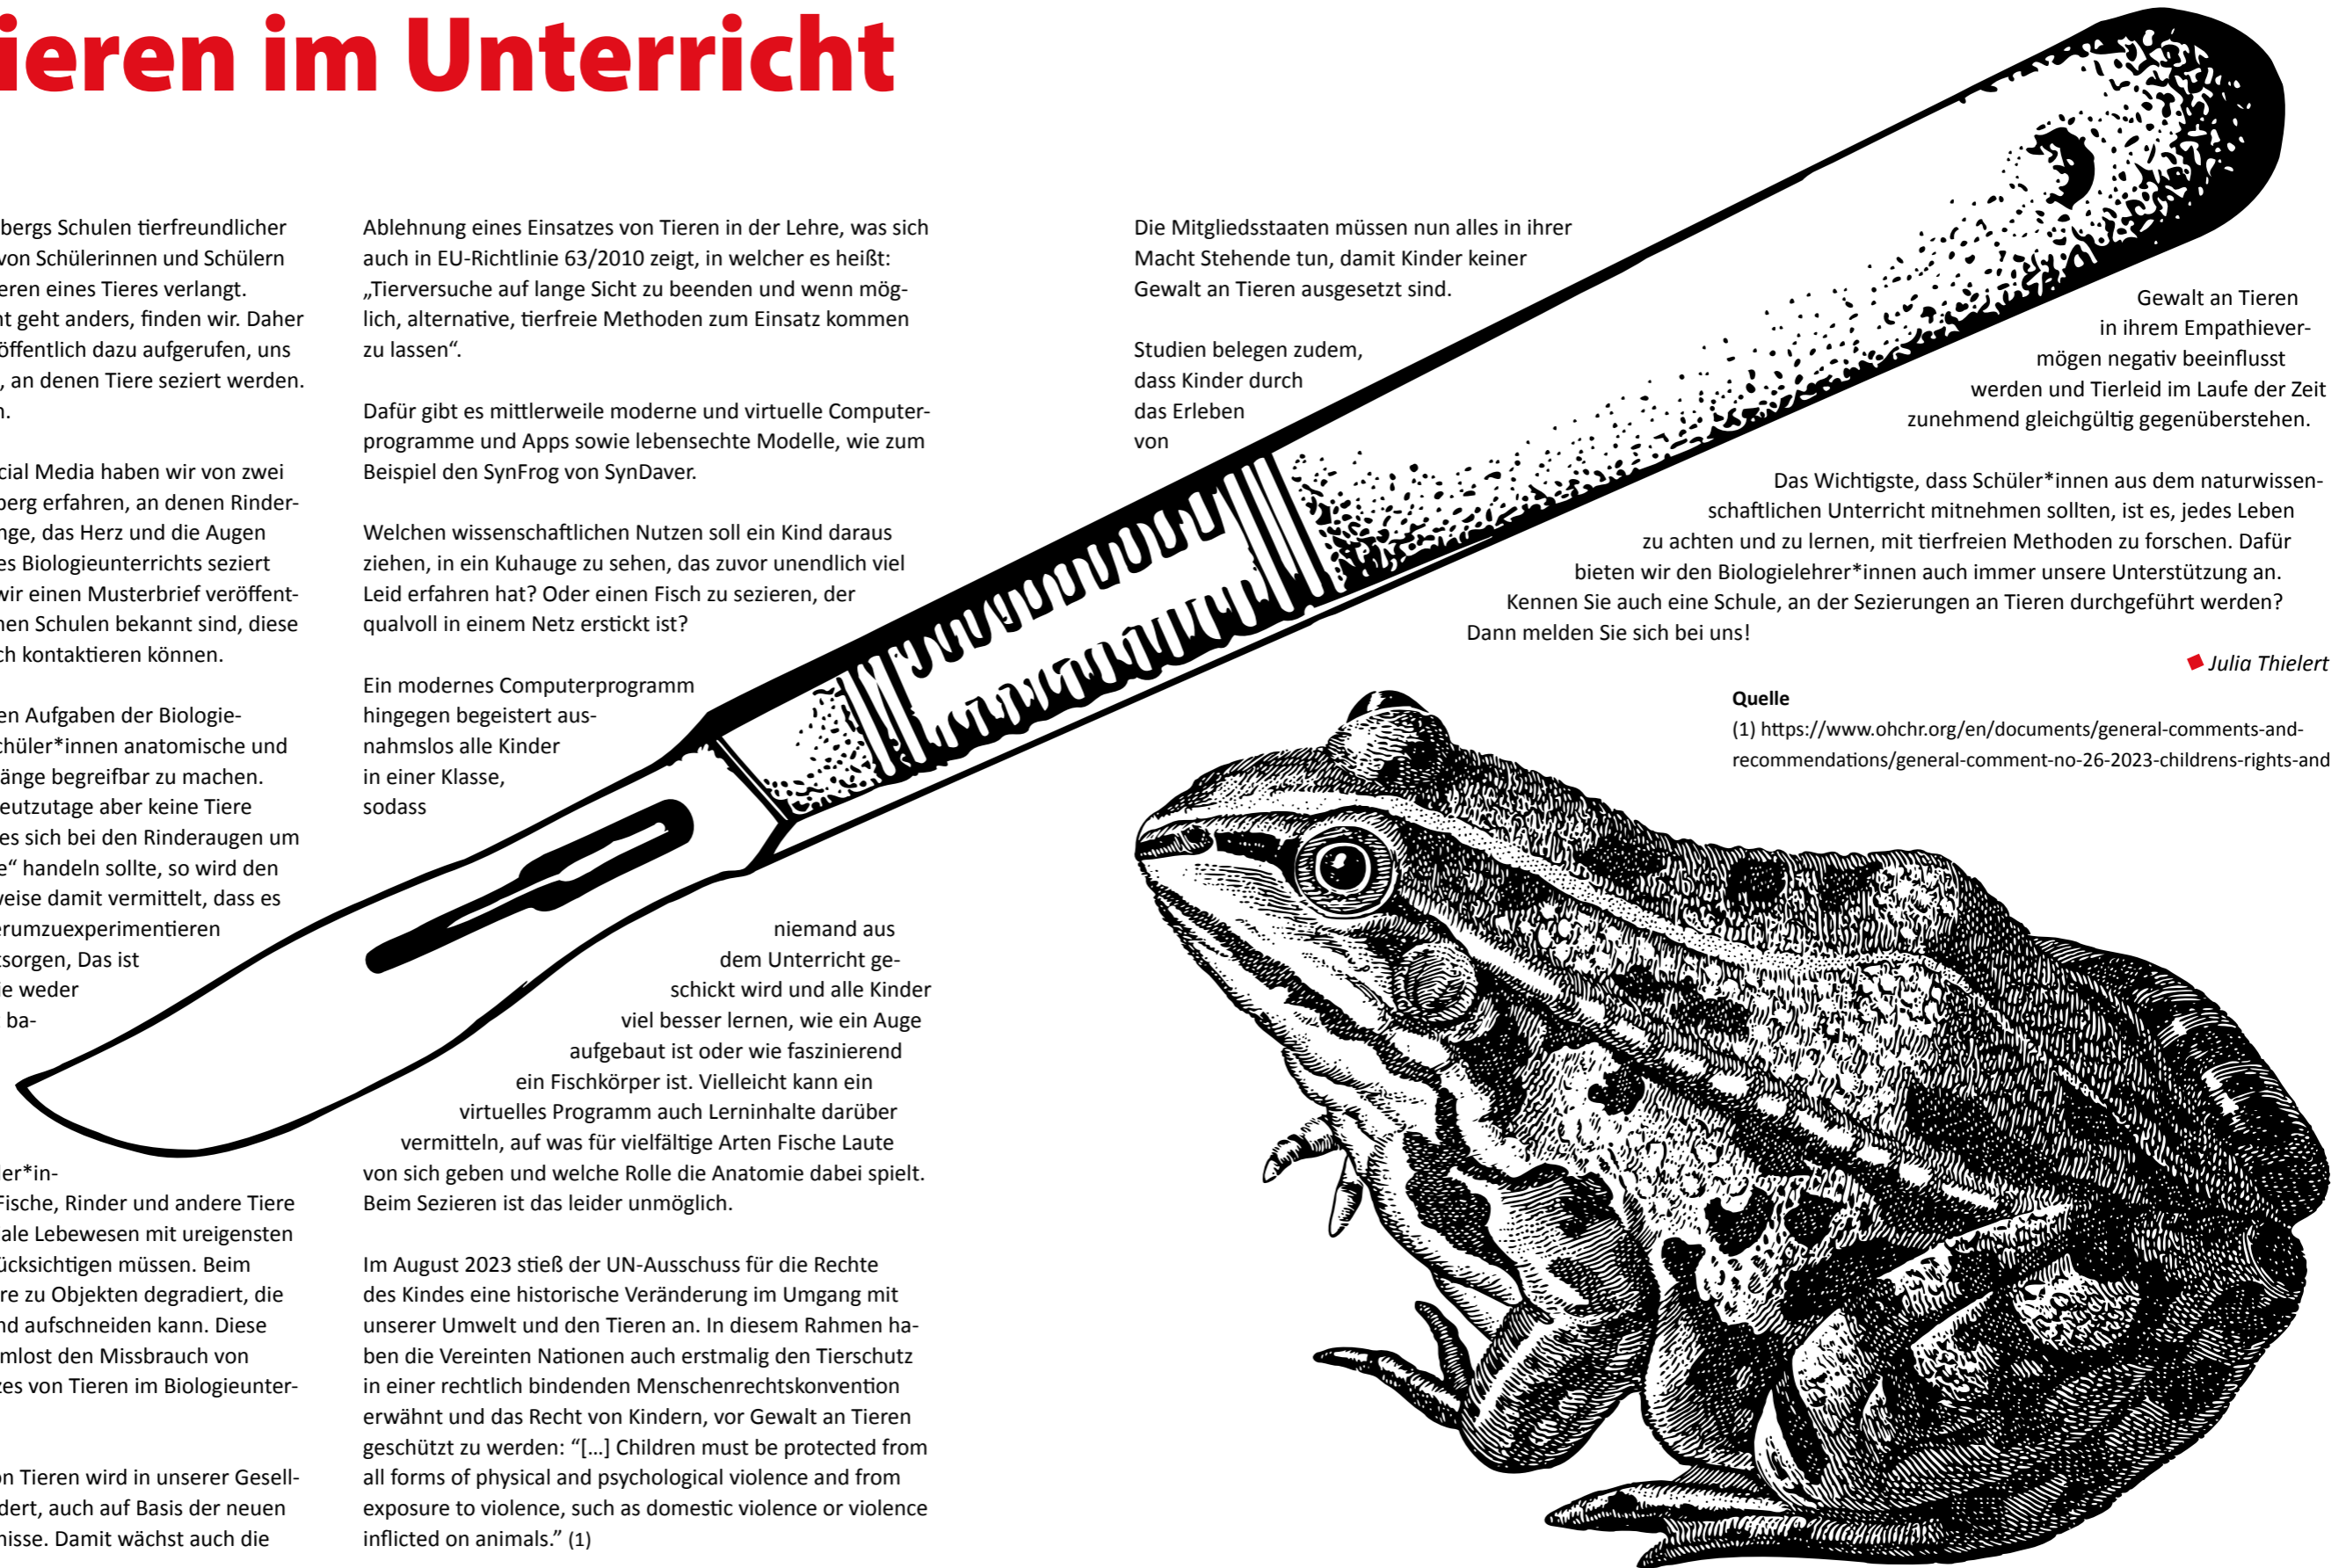 ieren im Unterricht
bergs Schulen tierfreundlicher
von Schülerinnen und Schülern
eren eines Tieres verlangt.
nt geht anders, finden wir. Daher
öffentlich dazu aufgerufen, uns
, an denen Tiere seziert werden.
n.
cial Media haben wir von zwei
berg erfahren, an denen Rinder-
nge, das Herz und die Augen
es Biologieunterrichts seziert
wir einen Musterbrief veröffent-
nen Schulen bekannt sind, diese
ch kontaktieren können.
en Aufgaben der Biologie-
chüler*innen anatomische und
änge begreifbar zu machen.
eutzutage aber keine Tiere
es sich bei den Rinderaugen um
e“ handeln sollte, so wird den
weise damit vermittelt, dass es
erumzuexperimentieren
tsorgen, Das ist
ie weder
t ba-
ler*in-
Fische, Rinder und andere Tiere
ale Lebewesen mit ureigensten
ücksichtigen müssen. Beim
re zu Objekten degradiert, die
nd aufschneiden kann. Diese
mlost den Missbrauch von
zes von Tieren im Biologieunter-
on Tieren wird in unserer Gesell-
dert, auch auf Basis der neuen
nisse. Damit wächst auch die
Ablehnung eines Einsatzes von Tieren in der Lehre, was sich
auch in EU-Richtlinie 63/2010 zeigt, in welcher es heißt:
„Tierversuche auf lange Sicht zu beenden und wenn mög-
lich, alternative, tierfreie Methoden zum Einsatz kommen
zu lassen“.
Dafür gibt es mittlerweile moderne und virtuelle Computer-
programme und Apps sowie lebensechte Modelle, wie zum
Beispiel den SynFrog von SynDaver.
Welchen wissenschaftlichen Nutzen soll ein Kind daraus
ziehen, in ein Kuhauge zu sehen, das zuvor unendlich viel
Leid erfahren hat? Oder einen Fisch zu sezieren, der
qualvoll in einem Netz erstickt ist?
Ein modernes Computerprogramm
hingegen begeistert aus-
nahmslos alle Kinder
in einer Klasse,
sodass
niemand aus
dem Unterricht ge-
schickt wird und alle Kinder
viel besser lernen, wie ein Auge
aufgebaut ist oder wie faszinierend
ein Fischkörper ist. Vielleicht kann ein
virtuelles Programm auch Lerninhalte darüber
vermitteln, auf was für vielfältige Arten Fische Laute
von sich geben und welche Rolle die Anatomie dabei spielt.
Beim Sezieren ist das leider unmöglich.
Im August 2023 stieß der UN-Ausschuss für die Rechte
des Kindes eine historische Veränderung im Umgang mit
unserer Umwelt und den Tieren an. In diesem Rahmen ha-
ben die Vereinten Nationen auch erstmalig den Tierschutz
in einer rechtlich bindenden Menschenrechtskonvention
erwähnt und das Recht von Kindern, vor Gewalt an Tieren
geschützt zu werden: “[…] Children must be protected from
all forms of physical and psychological violence and from
exposure to violence, such as domestic violence or violence
inflicted on animals.” (1)
Die Mitgliedsstaaten müssen nun alles in ihrer
Macht Stehende tun, damit Kinder keiner
Gewalt an Tieren ausgesetzt sind.
Studien belegen zudem,
dass Kinder durch
das Erleben
von
Gewalt an Tieren
in ihrem Empathiever-
mögen negativ beeinflusst
werden und Tierleid im Laufe der Zeit
zunehmend gleichgültig gegenüberstehen.
Das Wichtigste, dass Schüler*innen aus dem naturwissen-
schaftlichen Unterricht mitnehmen sollten, ist es, jedes Leben
zu achten und zu lernen, mit tierfreien Methoden zu forschen. Dafür
bieten wir den Biologielehrer*innen auch immer unsere Unterstützung an.
Kennen Sie auch eine Schule, an der Sezierungen an Tieren durchgeführt werden?
Dann melden Sie sich bei uns!
Julia Thielert
Quelle
(1) https://www.ohchr.org/en/documents/general-comments-and-
recommendations/general-comment-no-26-2023-childrens-rights-and